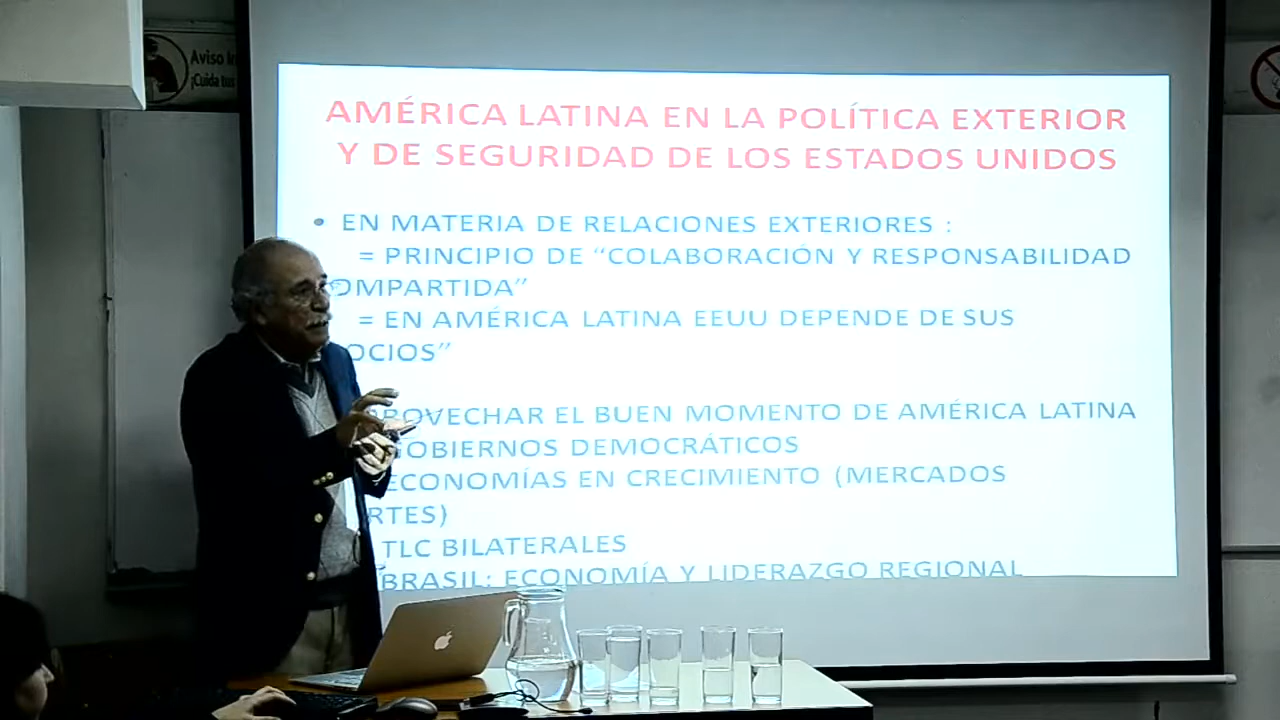 Aviso
¡Cuida tus
AMÉRICA LATINA EN LA POLÍTICA EXTERIOR
Y DE SEGURIDAD DE LOS ESTADOS UNIDOS
• EN MATERIA DE RELACIONES EXTERIORES :
= PRINCIPIO DE “COLABORACIÓN Y RESPONSABILIDAD
OMPARTIDA”
= EN AMÉRICA LATINA EEUU DEPENDE DE SUS
OCIOS”
ROVECHAR EL BUEN MOMENTO DE AMÉRICA LATINA
GOBIERNOS DEMOCRÁTICOS
ECONOMÍAS EN CRECIMIENTO (MERCADOS
RTES)
TLC BILATERALES
BRASIL: ECONOMÍA Y LIDERAZGO REGIONAL